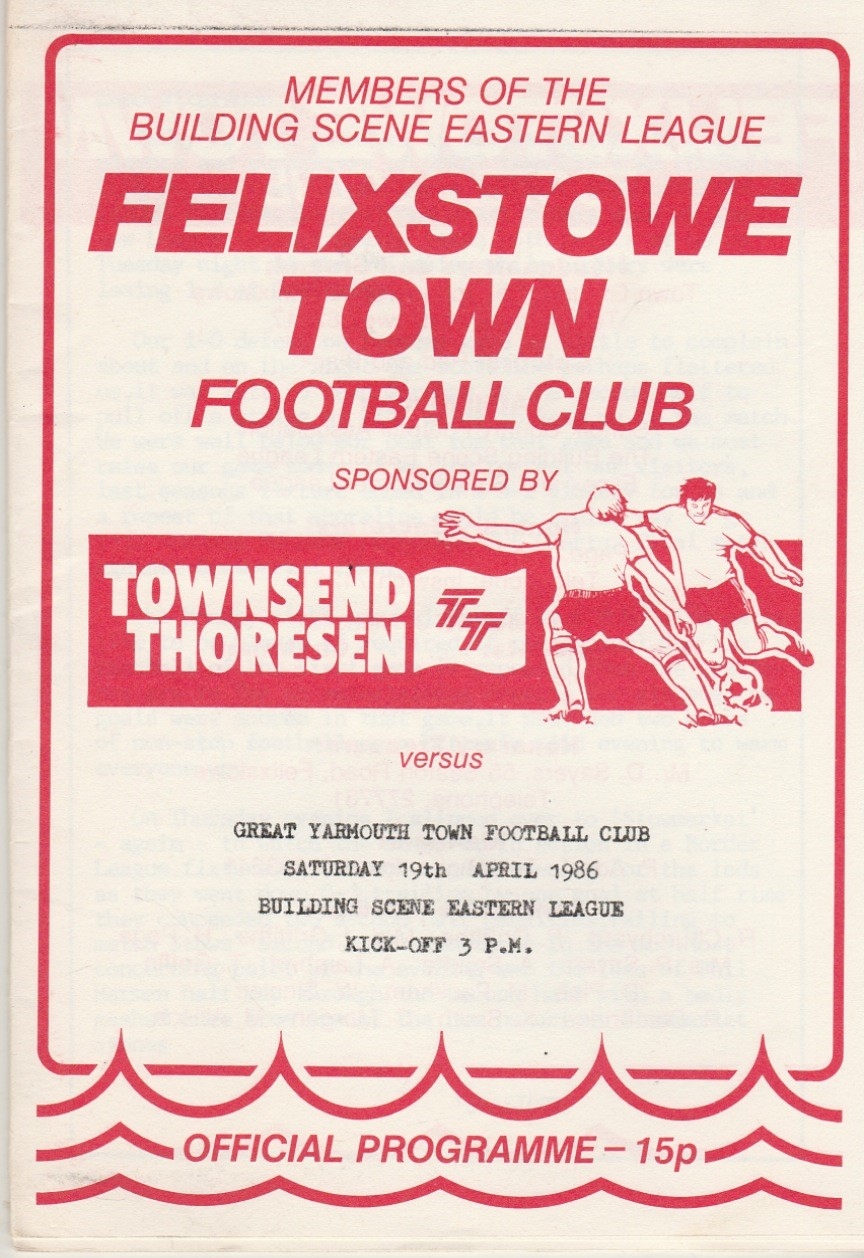 MEMBERS OF THE
BUILDING SCENE EASTERN LEAGUE
FELIXSTOWE
TOWN
FOOTBALL CLUB
SPONSORED BY
TOWNSEND
THORESEN
TT
versus
GREAT YARMOUTH TOWN FOOTBALL CLUB
SATURDAY 19th APRIL 1986
BUILDING SCENE EASTERN LEAGUE
KICK-OFF 3 P.M.
OFFICIAL PROGRAMME – 15p